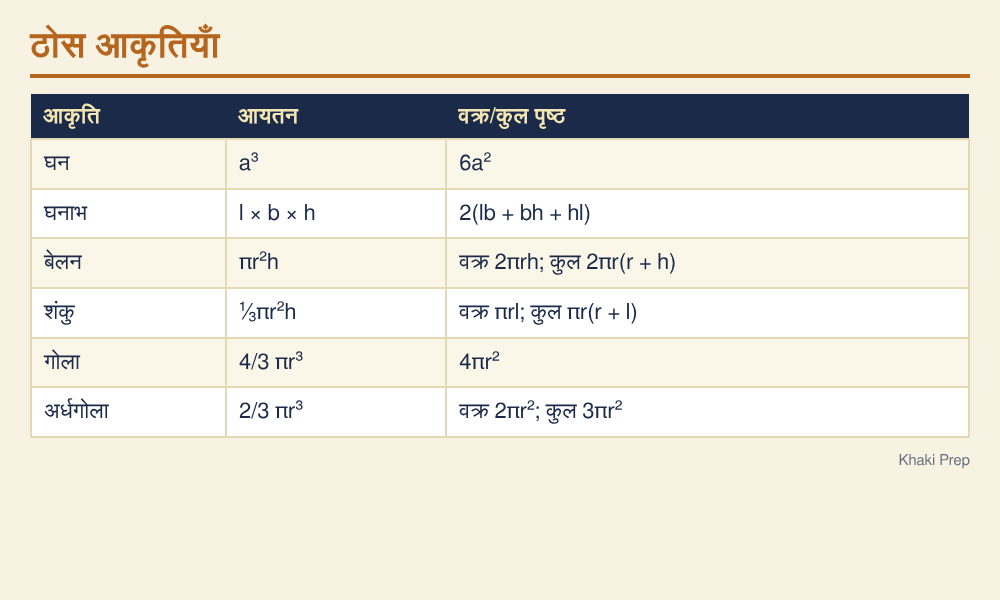 ठोस आकृतियाँ
आकृति आयतन वक्र/कुल पृष्ठ
घन a³ 6a²
घनाभ l × b × h 2(lb + bh + hl)
बेलन πr²h वक्र 2πrh; कुल 2πr(r + h)
शंकु ⅓πr²h वक्र πrl; कुल πr(r + l)
गोला 4/3 πr³ 4πr²
अर्धगोला 2/3 πr³ वक्र 2πr²; कुल 3πr²
Khaki Prep